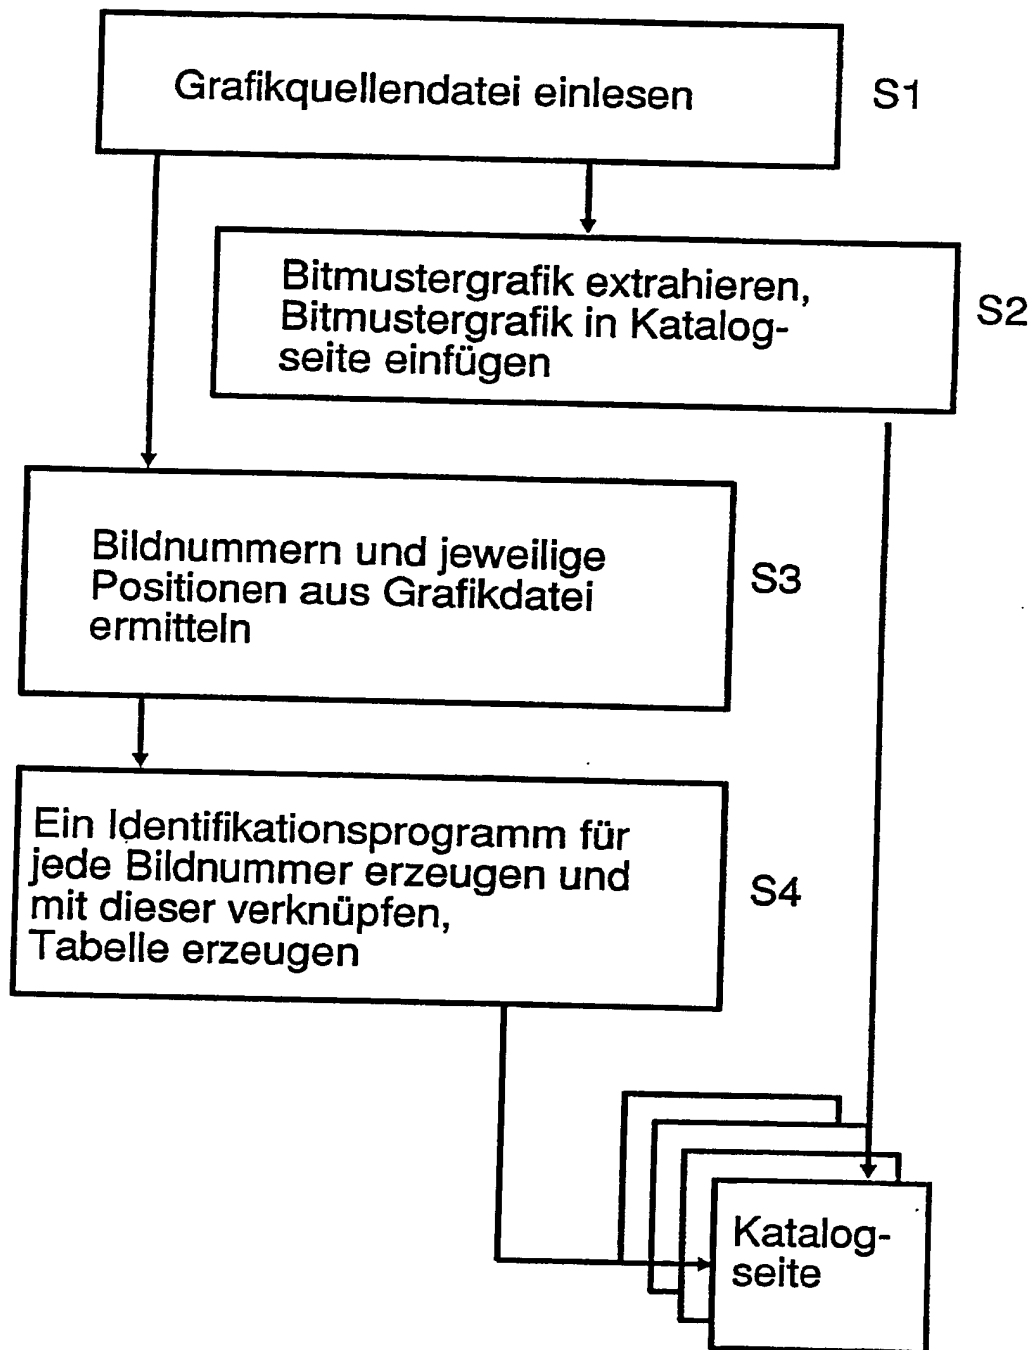 Grafikquellendatei einlesen
S1
Bitmustergrafik extrahieren,
Bitmustergrafik in Katalog-
seite einfügen
S2
Bildnummern und jeweilige
Positionen aus Grafikdatei
ermitteln
S3
Ein Identifikationsprogramm für
jede Bildnummer erzeugen und
mit dieser verknüpfen,
Tabelle erzeugen
S4
Katalog-
seite